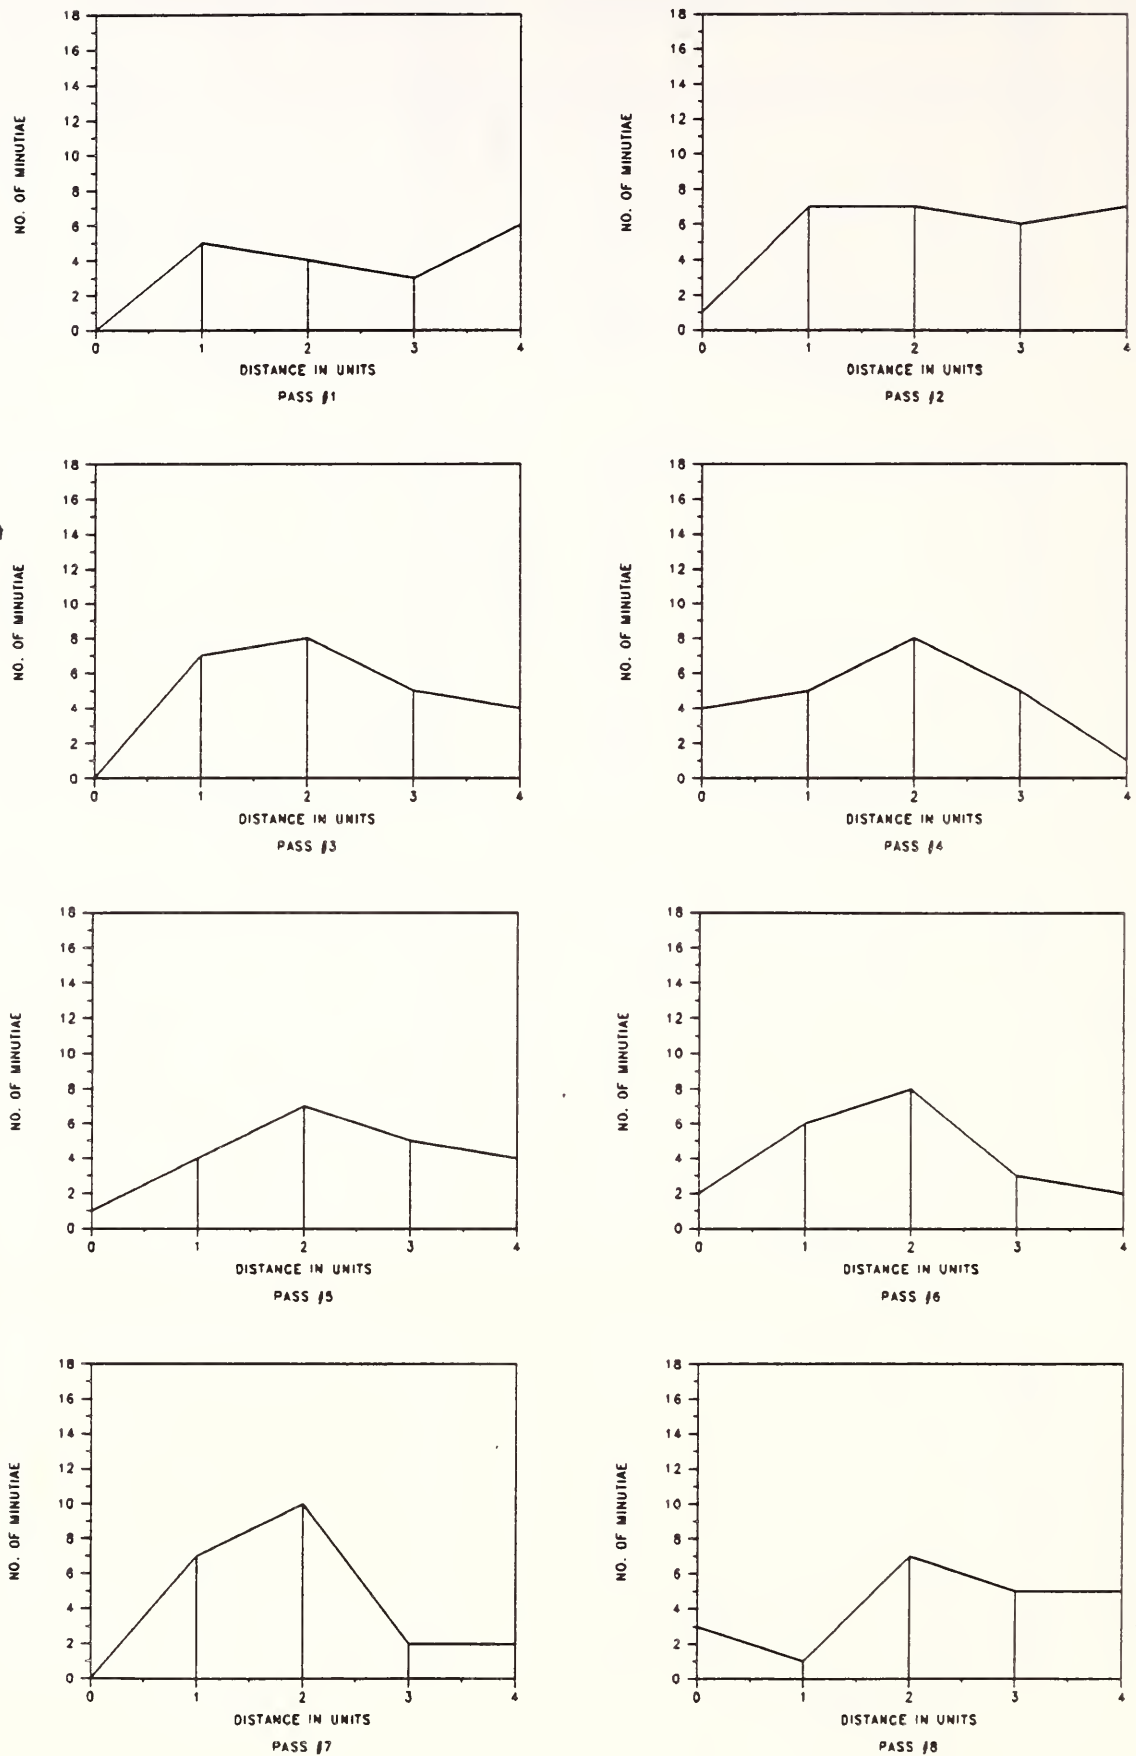 18
16
14
12
10
8
6
4
2
0
NO. OF MINUTIAE
0 1 2 3 4
DISTANCE IN UNITS
PASS #1
18
16
14
12
10
8
6
4
2
0
NO. OF MINUTIAE
0 1 2 3 4
DISTANCE IN UNITS
PASS #2
18
16
14
12
10
8
6
4
2
0
NO. OF MINUTIAE
0 1 2 3 4
DISTANCE IN UNITS
PASS #3
18
16
14
12
10
8
6
4
2
0
NO. OF MINUTIAE
0 1 2 3 4
DISTANCE IN UNITS
PASS #4
18
16
14
12
10
8
6
4
2
0
NO. OF MINUTIAE
0 1 2 3 4
DISTANCE IN UNITS
PASS #5
18
16
14
12
10
8
6
4
2
0
NO. OF MINUTIAE
0 1 2 3 4
DISTANCE IN UNITS
PASS #6
18
16
14
12
10
8
6
4
2
0
NO. OF MINUTIAE
0 1 2 3 4
DISTANCE IN UNITS
PASS #7
18
16
14
12
10
8
6
4
2
0
NO. OF MINUTIAE
0 1 2 3 4
DISTANCE IN UNITS
PASS #8